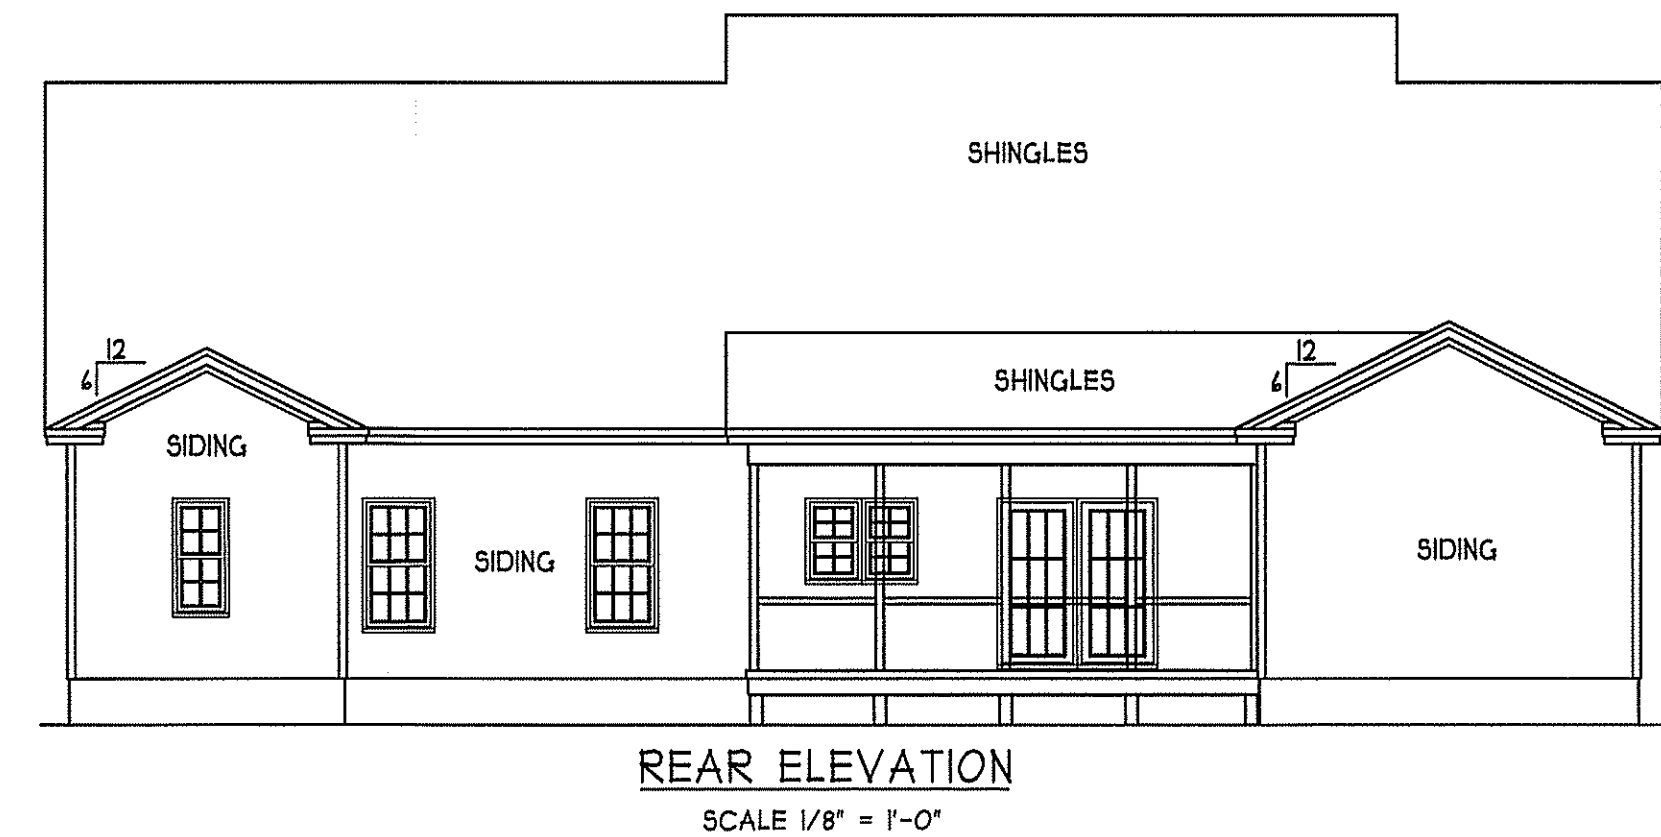 SHINGLES
12
6
SHINGLES
12
6
SIDING
SIDING
SIDING
REAR ELEVATION
SCALE 1/8" = 1'-0"